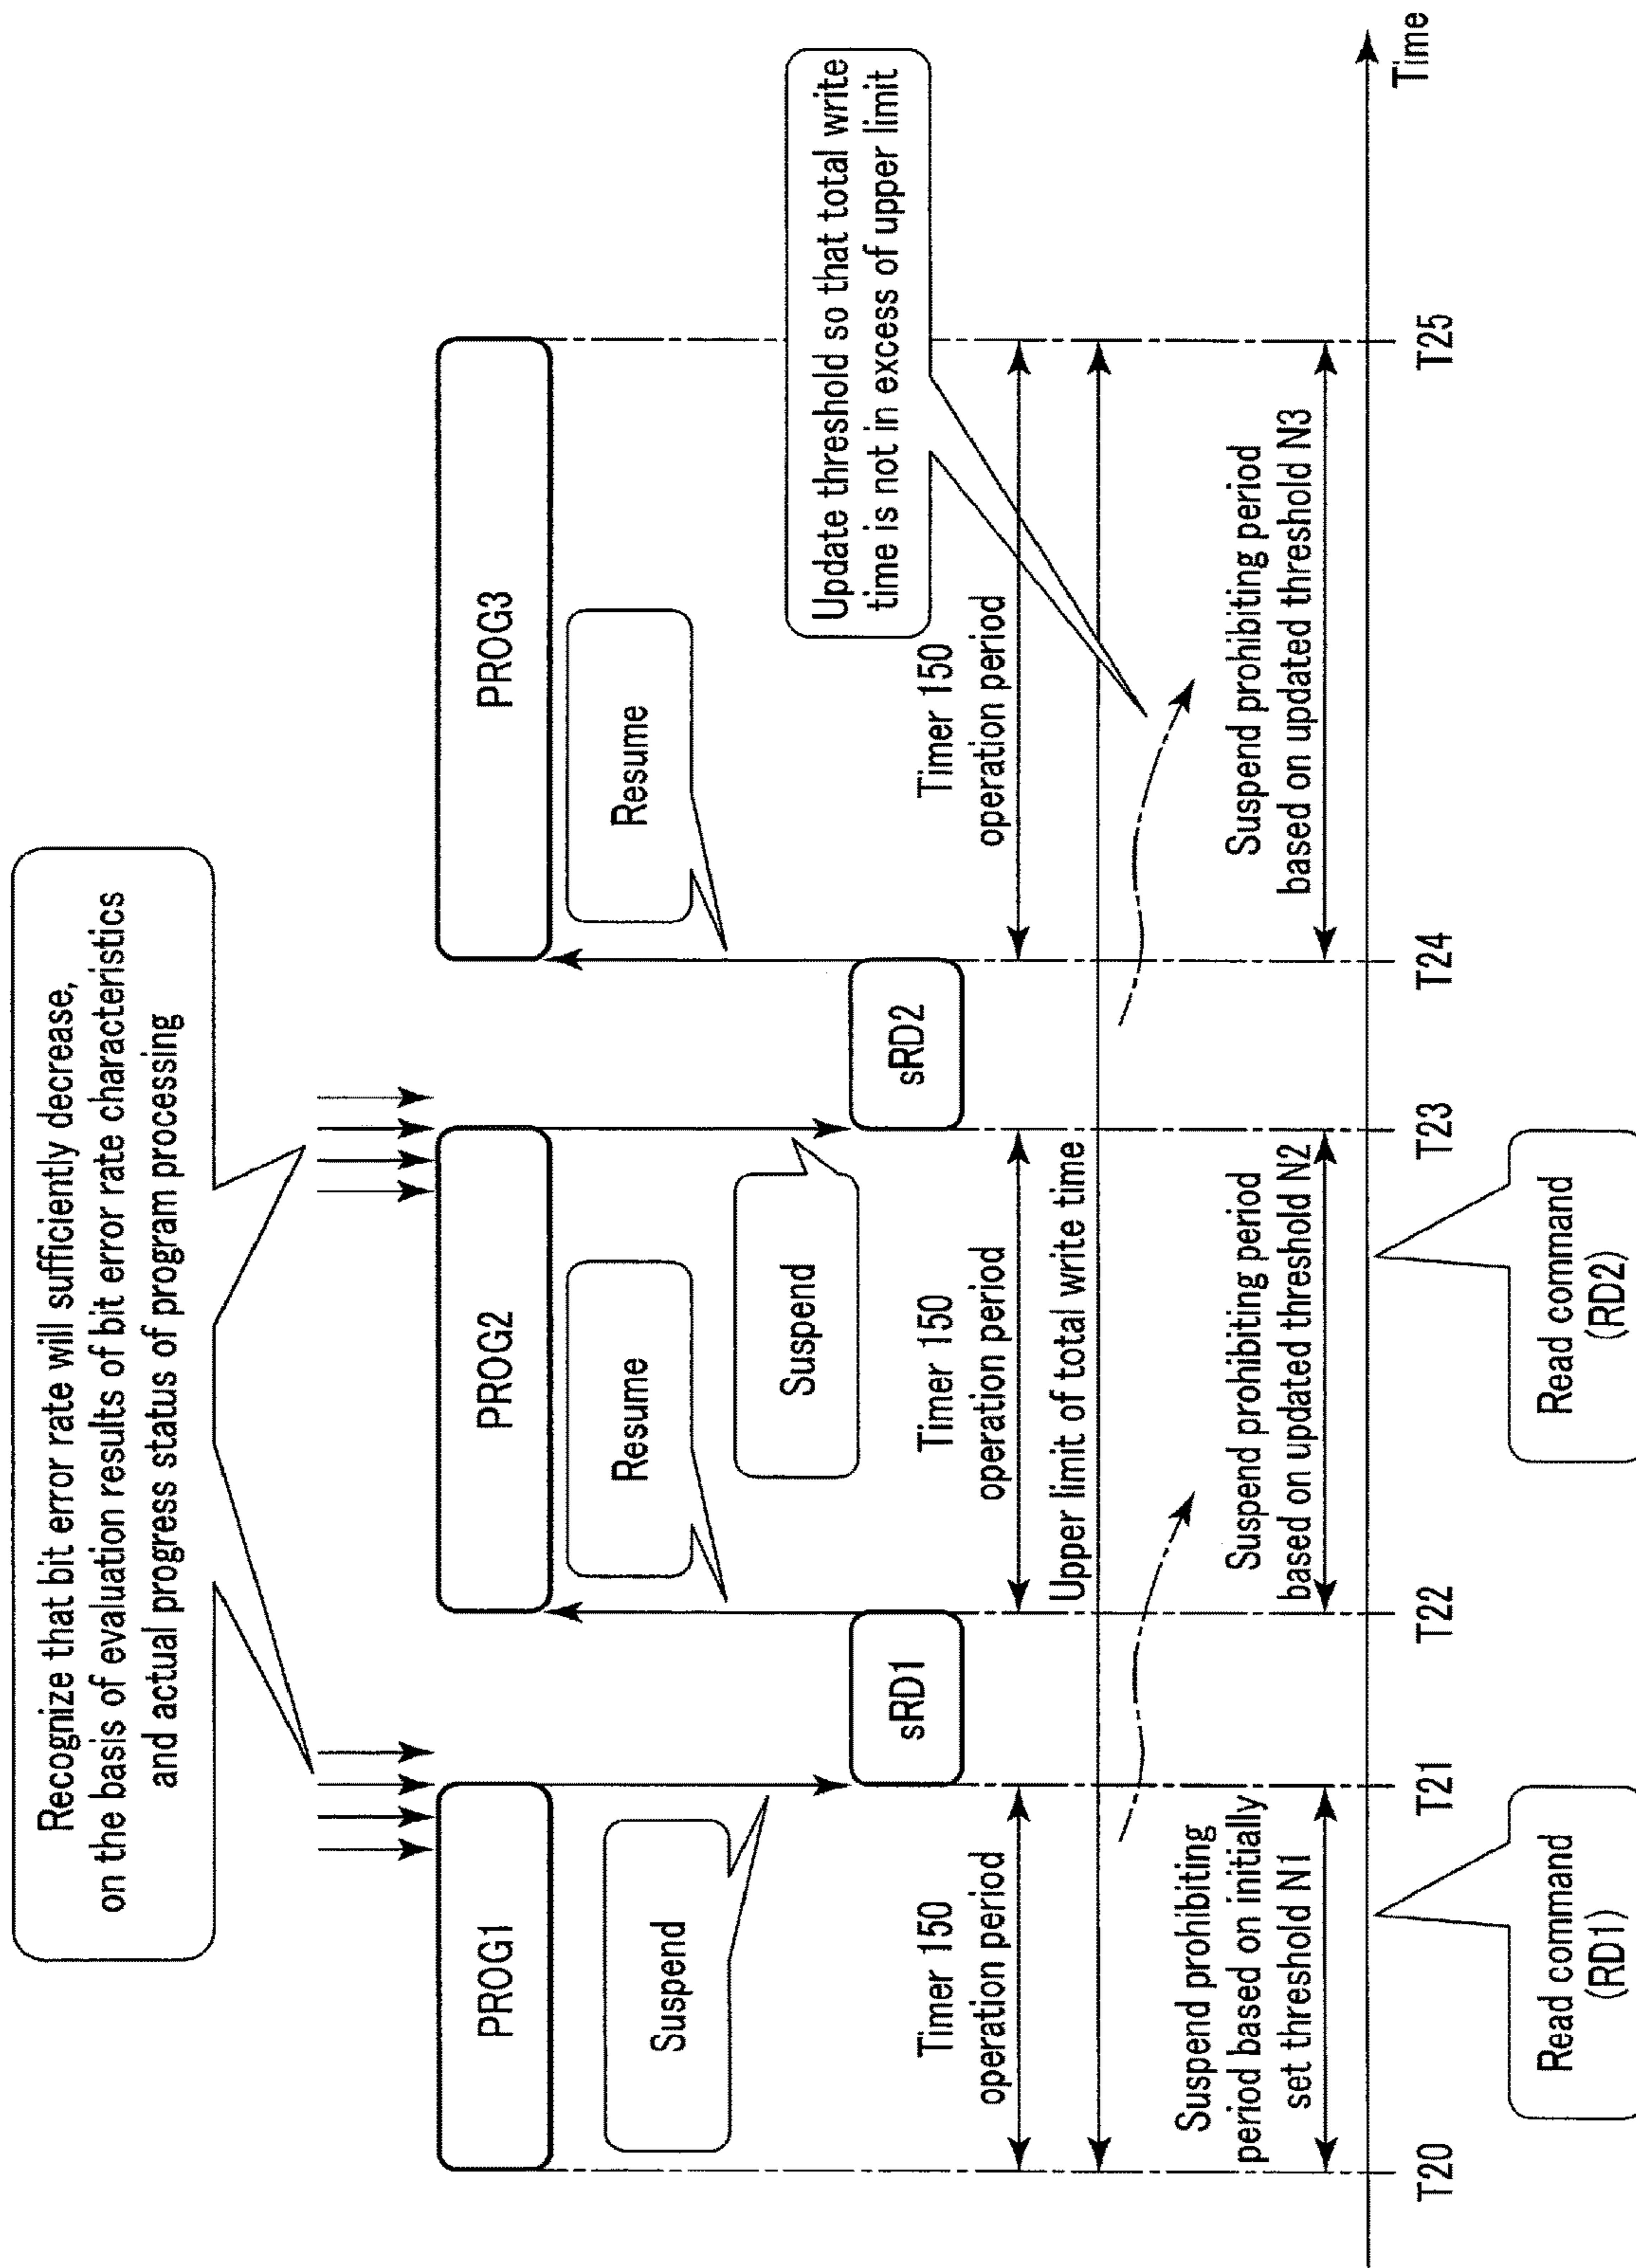 Recognize that bit error rate will sufficiently decrease,
on the basis of evaluation results of bit error rate characteristics
and actual progress status of program processing
PROG1
PROG2
PROG3
Suspend
Resume
Resume
Suspend
sRD1
sRD2
Update threshold so that total write
time is not in excess of upper limit
Timer 150
operation period
Timer 150
operation period
Timer 150
operation period
Upper limit of total write time
Suspend prohibiting
period based on initially
set threshold N1
Suspend prohibiting period
based on updated threshold N2
Suspend prohibiting period
based on updated threshold N3
T20
T21
T22
T23
T24
T25
Time
Read command
(RD1)
Read command
(RD2)